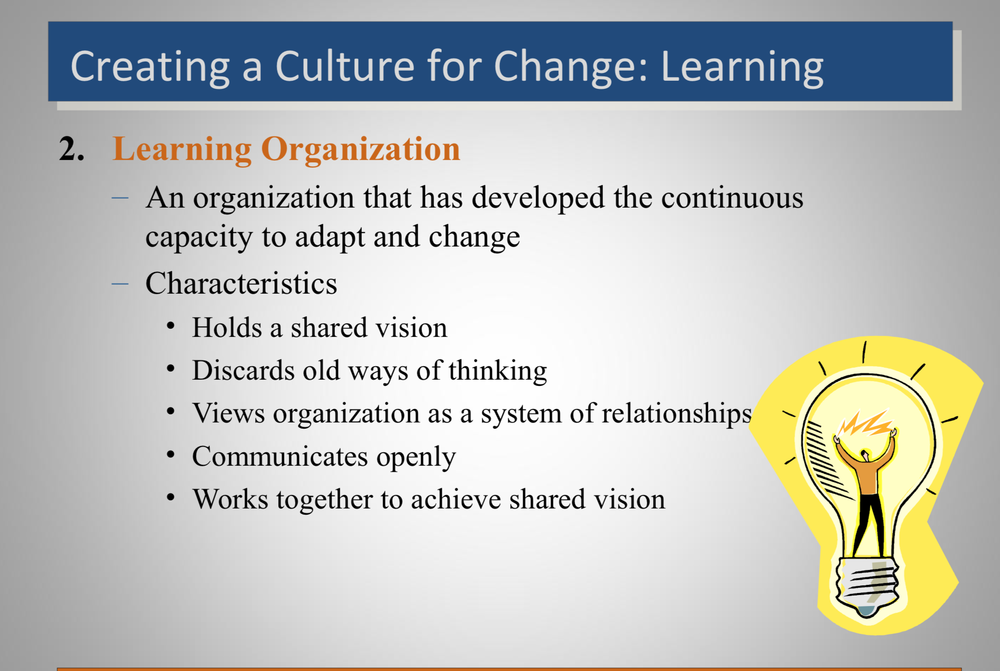 Creating a Culture for Change: Learning
2. Learning Organization
– An organization that has developed the continuous
capacity to adapt and change
– Characteristics
• Holds a shared vision
• Discards old ways of thinking
• Views organization as a system of relationships
• Communicates openly
• Works together to achieve shared vision